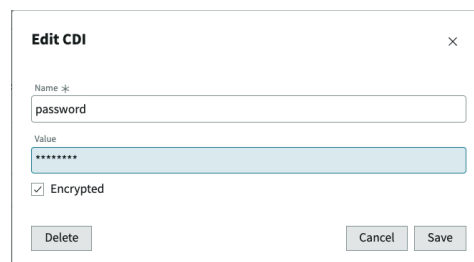 Edit CDI
Name *
password
Value
********
Encrypted
Delete Cancel Save